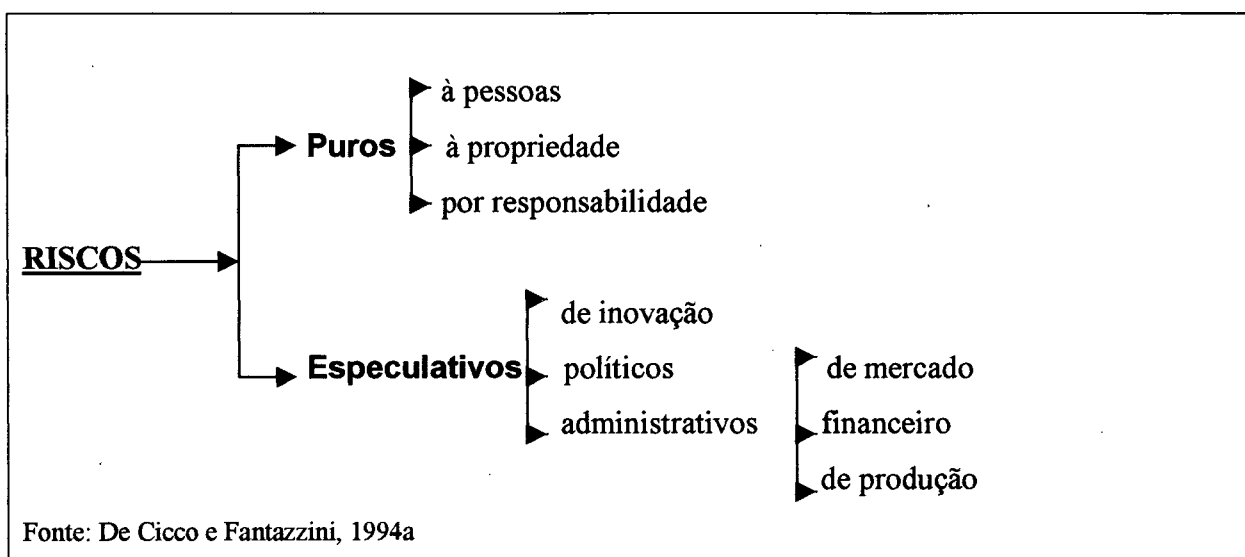 RISCOS
Puros
à pessoas
à propriedade
por responsabilidade
Especulativos
de inovação
políticos
administrativos
de mercado
financeiro
de produção
Fonte: De Cicco e Fantazzini, 1994a